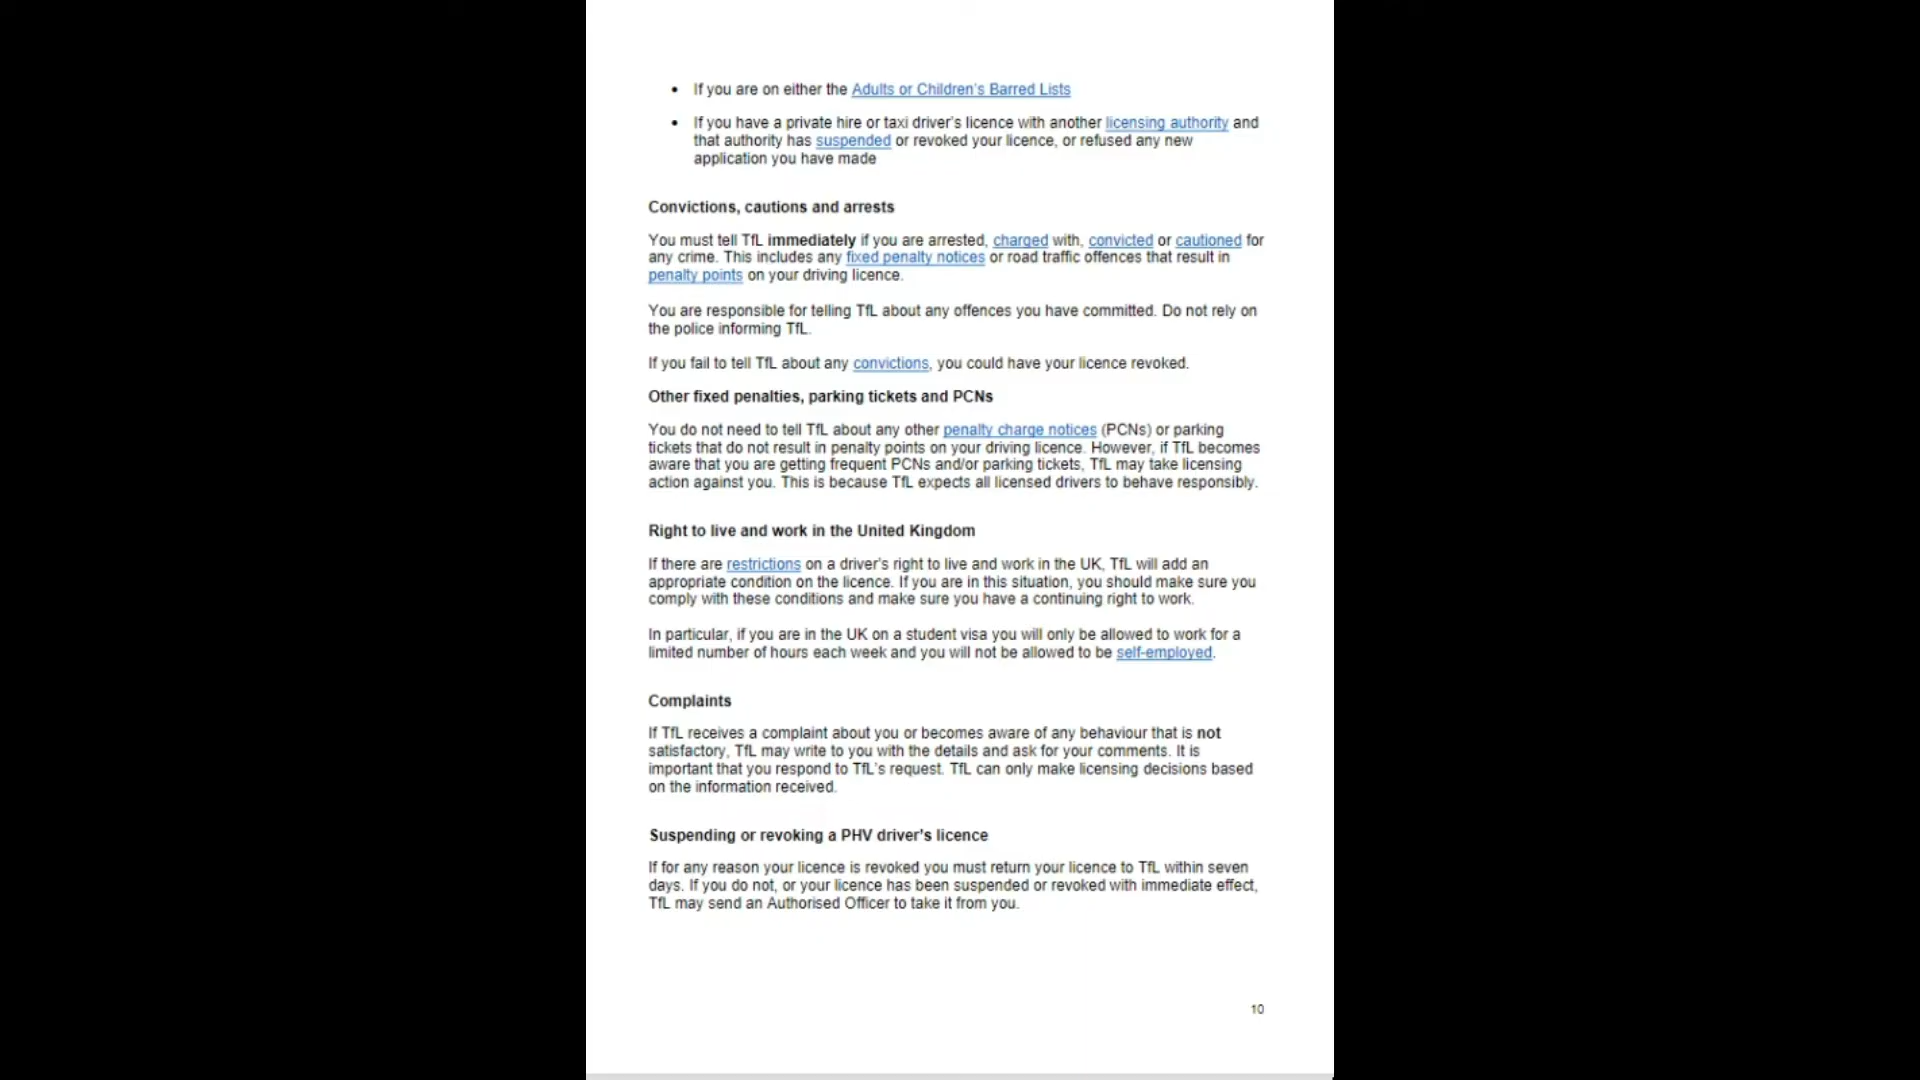 • If you are on either the Adults or Children's Barred Lists
• If you have a private hire or taxi driver's licence with another licensing authority and
that authority has suspended or revoked your licence, or refused any new
application you have made
Convictions, cautions and arrests
You must tell TfL immediately if you are arrested, charged with, convicted or cautioned for
any crime. This includes any fixed penalty notices or road traffic offences that result in
penalty points on your driving licence.
You are responsible for telling TfL about any offences you have committed. Do not rely on
the police informing TfL.
If you fail to tell TfL about any convictions, you could have your licence revoked.
Other fixed penalties, parking tickets and PCNs
You do not need to tell TfL about any other penalty charge notices (PCNs) or parking
tickets that do not result in penalty points on your driving licence. However, if TfL becomes
aware that you are getting frequent PCNs and/or parking tickets, TfL may take licensing
action against you. This is because TfL expects all licensed drivers to behave responsibly.
Right to live and work in the United Kingdom
If there are restrictions on a driver's right to live and work in the UK, TfL will add an
appropriate condition on the licence. If you are in this situation, you should make sure you
comply with these conditions and make sure you have a continuing right to work.
In particular, if you are in the UK on a student visa you will only be allowed to work for a
limited number of hours each week and you will not be allowed to be self-employed.
Complaints
If TfL receives a complaint about you or becomes aware of any behaviour that is not
satisfactory, TfL may write to you with the details and ask for your comments. It is
important that you respond to TfL's request. TfL can only make licensing decisions based
on the information received.
Suspending or revoking a PHV driver's licence
If for any reason your licence is revoked you must return your licence to TfL within seven
days. If you do not, or your licence has been suspended or revoked with immediate effect,
TfL may send an Authorised Officer to take it from you.
10